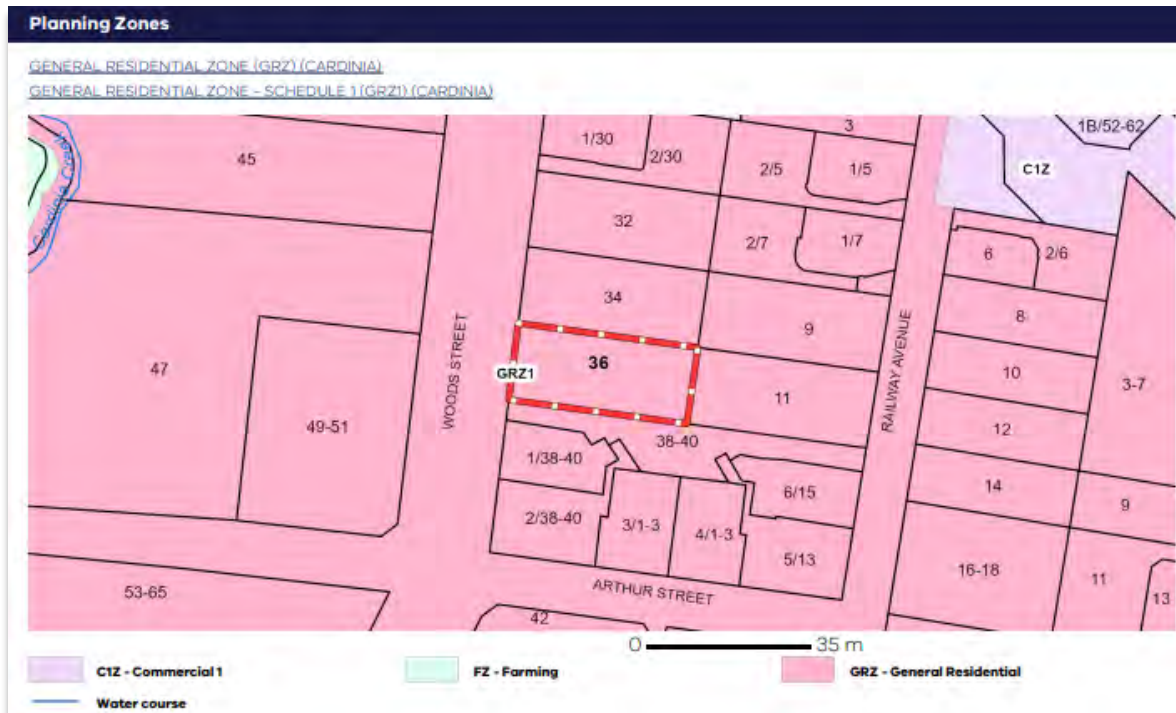 Planning Zones
GENERAL RESIDENTIAL ZONE (GRZ) (CARDINIA)
GENERAL RESIDENTIAL ZONE - SCHEDULE 1 (GRZ1) (CARDINIA)
45
1/30
2/30
3
1B/52-62
2/5
1/5
C1Z
Cardinia Creek
32
2/7
1/7
6
2/6
34
9
8
WOODS STREET
RAILWAY AVENUE
47
GRZ1
36
10
3-7
49-51
11
12
38-40
1/38-40
6/15
14
9
2/38-40
3/1-3
4/1-3
5/13
16-18
11
13
53-65
ARTHUR STREET
42
0 35 m
C1Z - Commercial 1
FZ - Farming
GRZ - General Residential
Water course